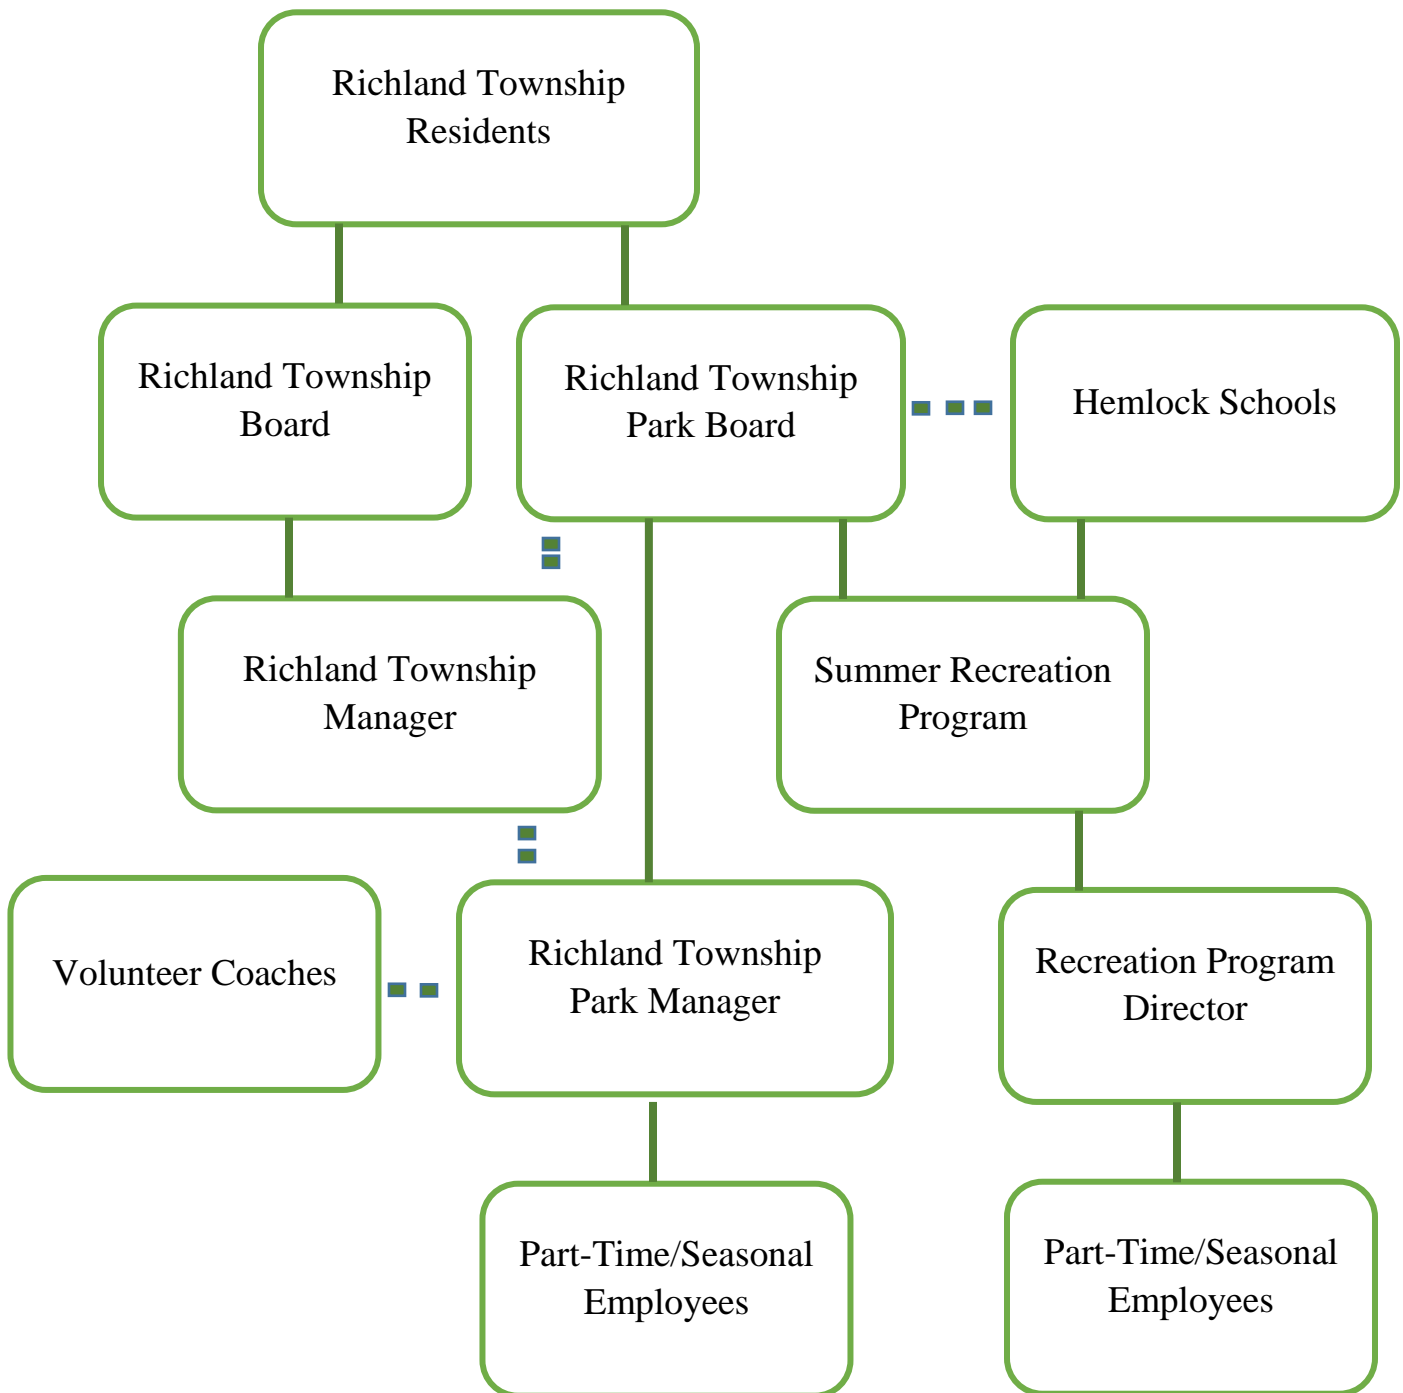 Richland Township
Residents
Richland Township
Board
Richland Township
Park Board
Hemlock Schools
Richland Township
Manager
Summer Recreation
Program
Volunteer Coaches
Richland Township
Park Manager
Recreation Program
Director
Part-Time/Seasonal
Employees
Part-Time/Seasonal
Employees